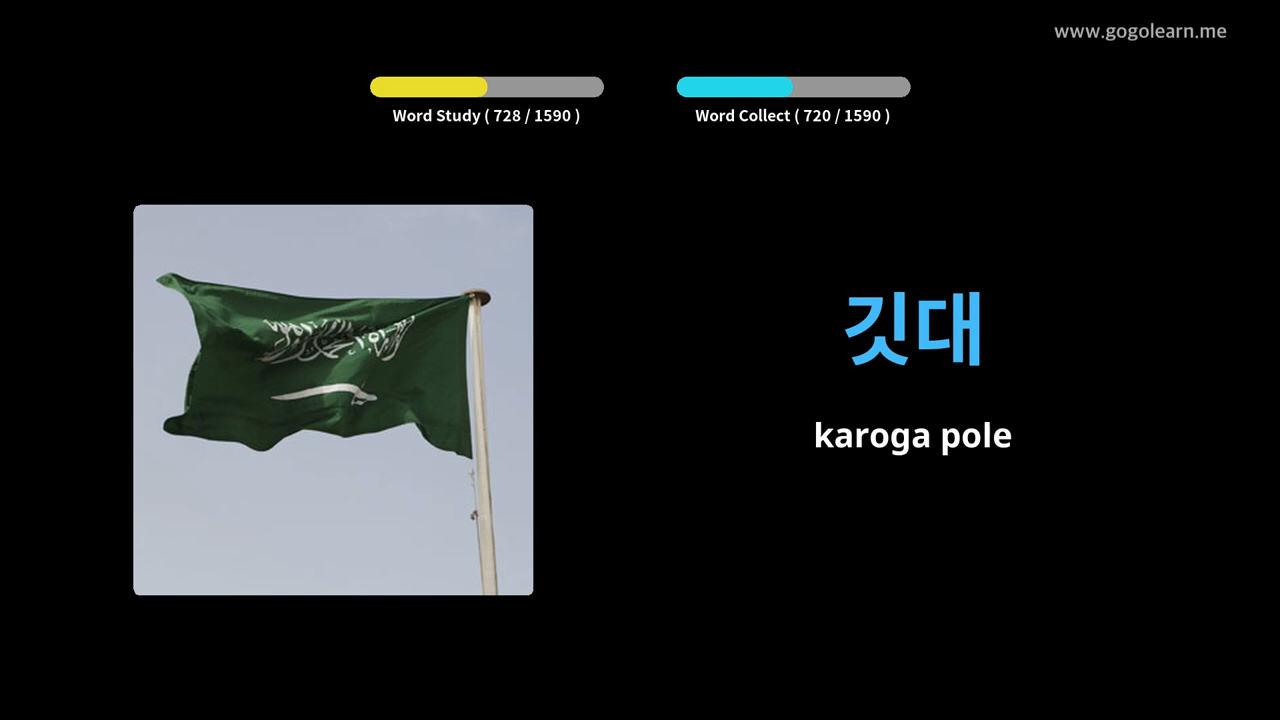 www.gogolearn.me
Word Study ( 728 / 1590 )
Word Collect ( 720 / 1590 )
깃대
karoga pole